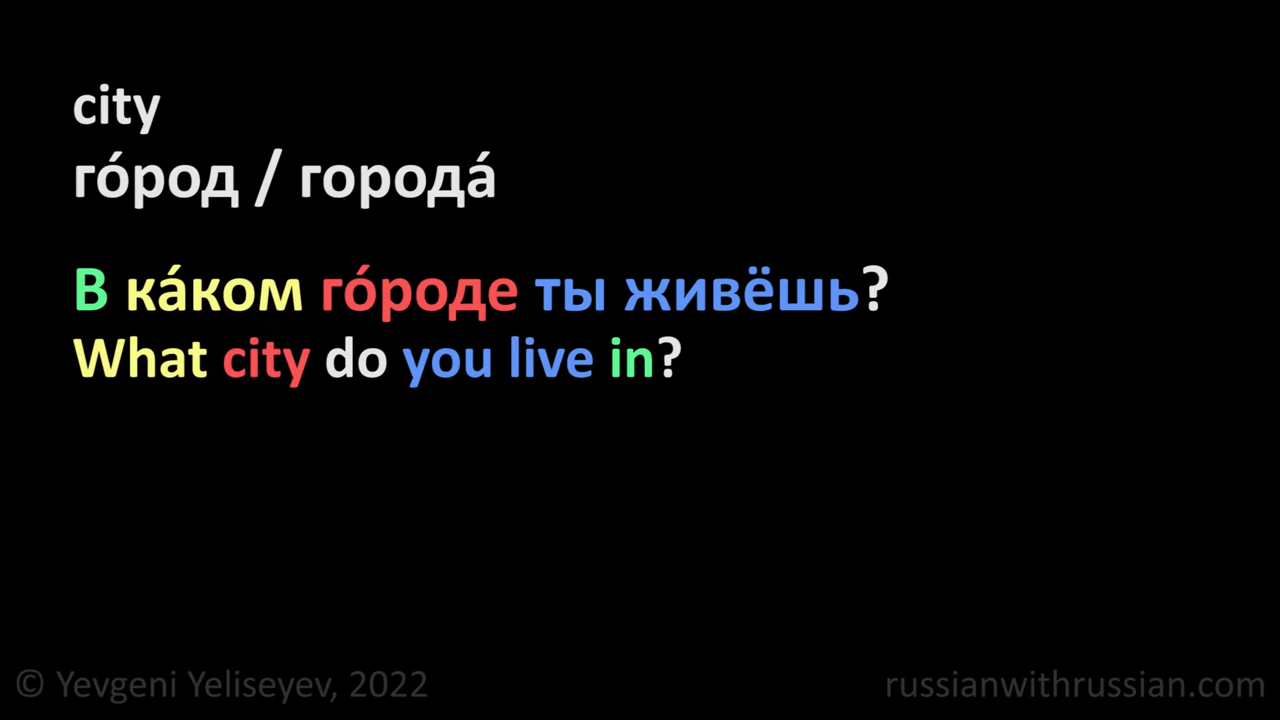 city
го́род / города́
В ка́ком го́роде ты живёшь?
What city do you live in?
© Yevgeni Yeliseyev, 2022
russianwithrussian.com